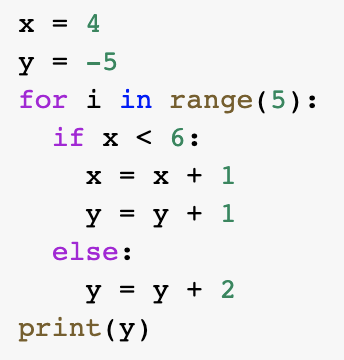 x = 4
y = -5
for i in range(5):
  if x < 6:
    x = x + 1
    y = y + 1
  else:
    y = y + 2
print(y)